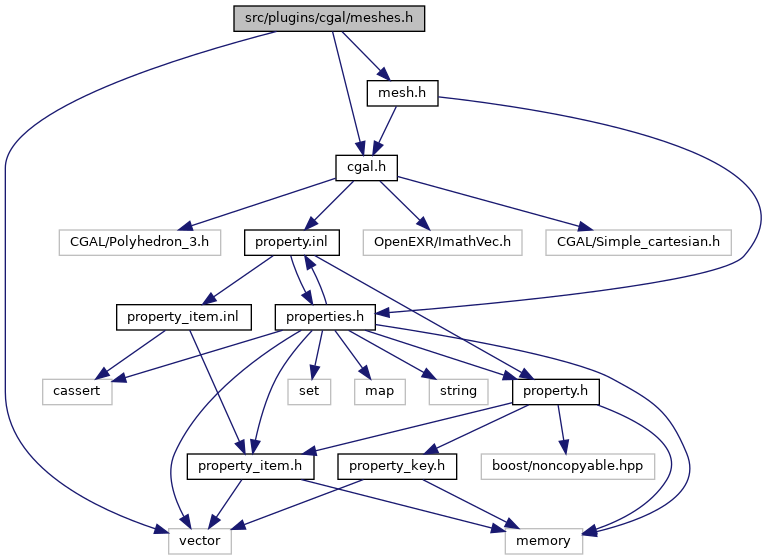 src/plugins/cgal/meshes.h
mesh.h
cgal.h
CGAL/Polyhedron_3.h
property.inl
OpenEXR/ImathVec.h
CGAL/Simple_cartesian.h
property_item.inl
properties.h
cassert
set
map
string
property.h
property_item.h
property_key.h
boost/noncopyable.hpp
vector
memory